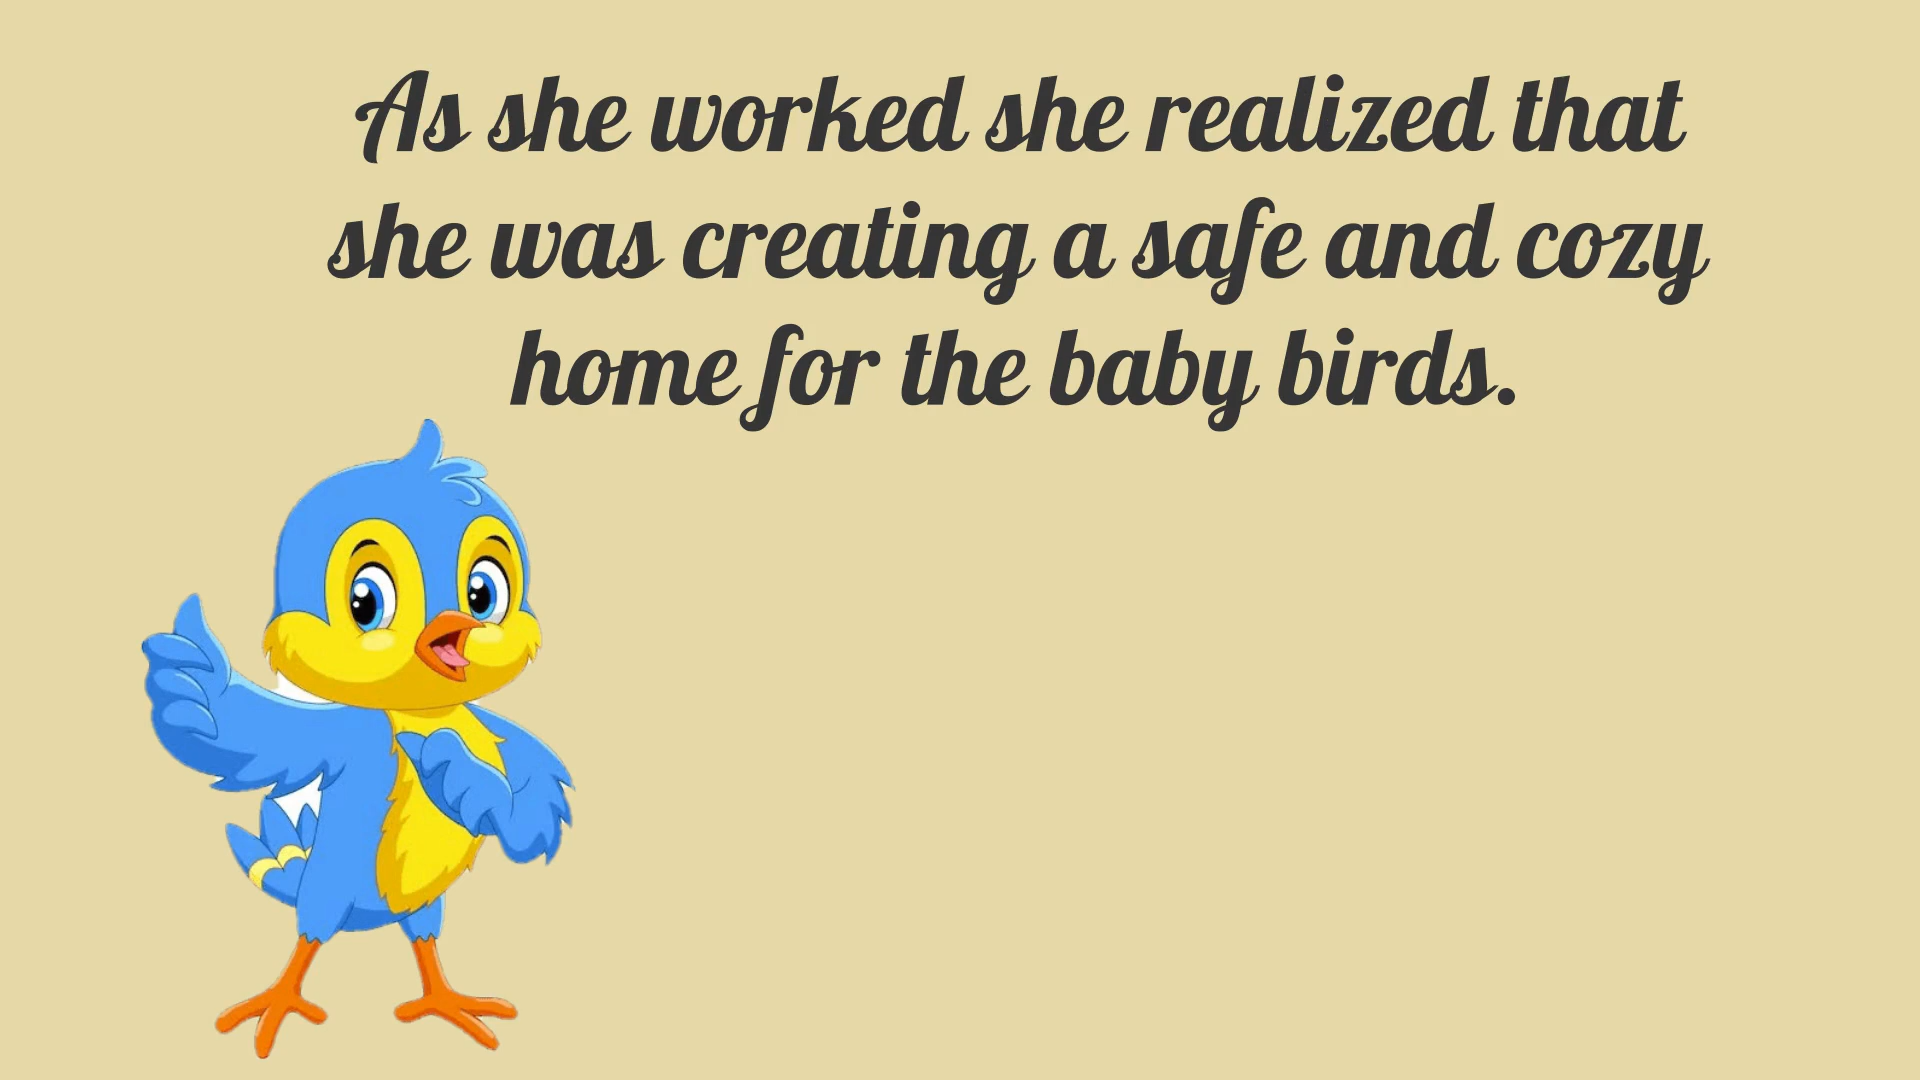 As she worked she realized that
she was creating a safe and cozy
home for the baby birds.